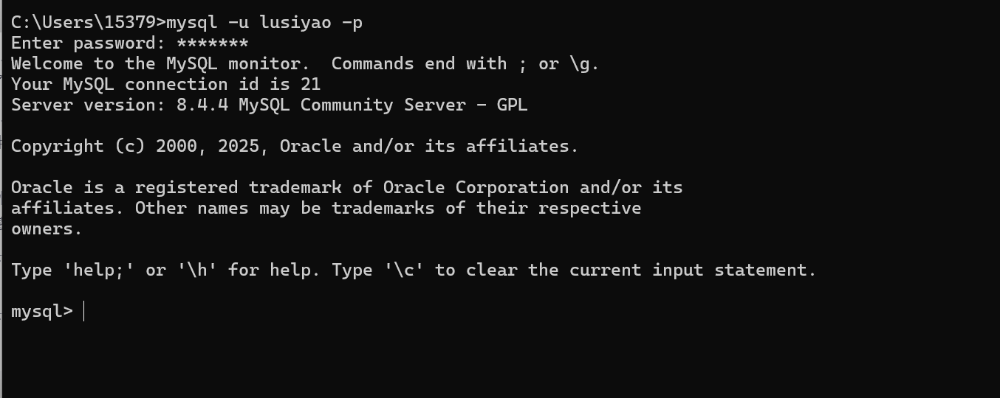 C:\Users\15379>mysql -u lusiyao -p
Enter password: *******
Welcome to the MySQL monitor.  Commands end with ; or \g.
Your MySQL connection id is 21
Server version: 8.4.4 MySQL Community Server - GPL
Copyright (c) 2000, 2025, Oracle and/or its affiliates.
Oracle is a registered trademark of Oracle Corporation and/or its
affiliates. Other names may be trademarks of their respective
owners.
Type 'help;' or '\h' for help. Type '\c' to clear the current input statement.
mysql>